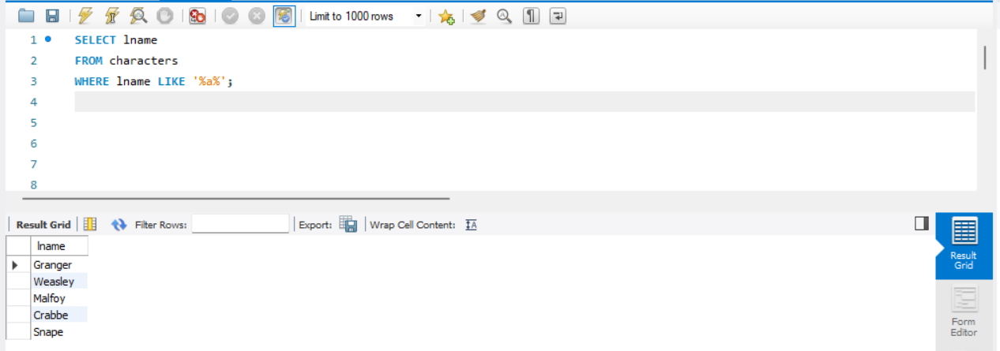 Limit to 1000 rows
1 SELECT lname
2 FROM characters
3 WHERE lname LIKE '%a%';
4
5
6
7
8
Result Grid Filter Rows: Export: Wrap Cell Content: IA
lname
Granger
Weasley
Malfoy
Crabbe
Snape
Result
Grid
Form
Editor